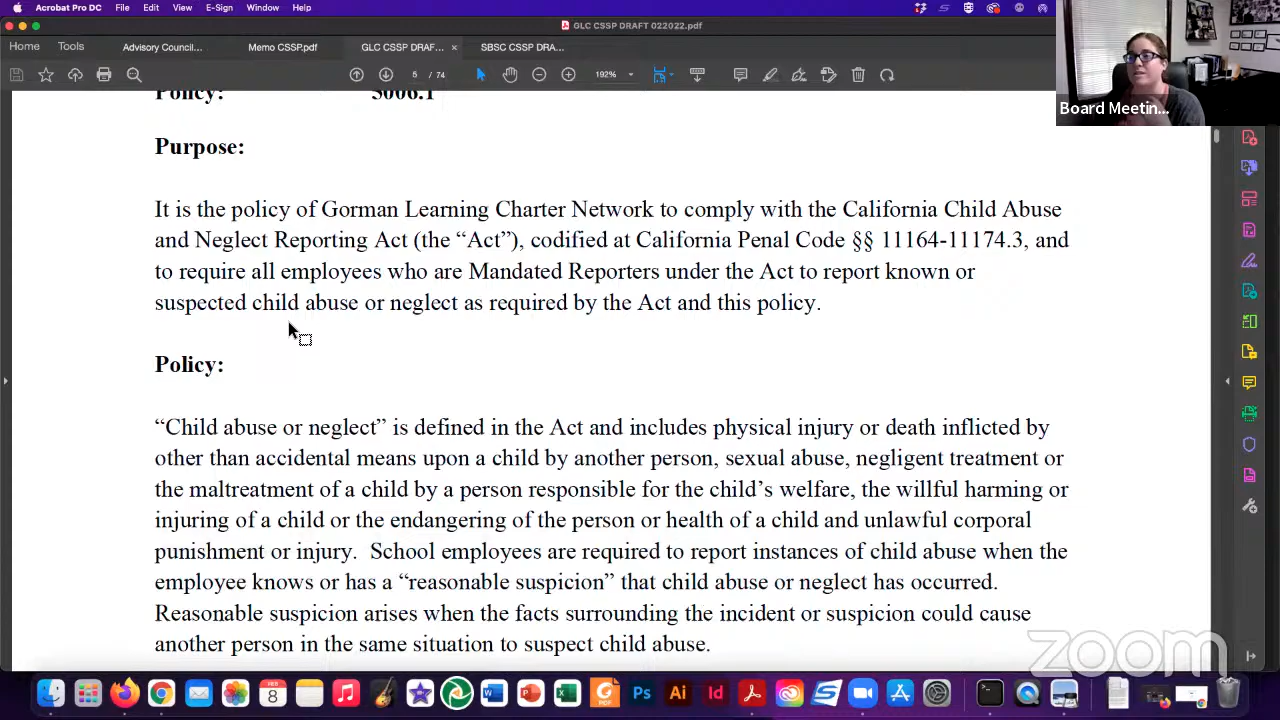 Acrobat Pro DC File Edit View E-Sign Window Help
GLC CSSP DRAFT 022022.pdf
Home Tools Advisory Council... Memo CSSP.pdf GLC CSSP DRAF... × SBSC CSSP DRA...
6 / 74 192%
Board Meetin...
Policy: 5006.1
Purpose:
It is the policy of Gorman Learning Charter Network to comply with the California Child Abuse
and Neglect Reporting Act (the “Act”), codified at California Penal Code §§ 11164-11174.3, and
to require all employees who are Mandated Reporters under the Act to report known or
suspected child abuse or neglect as required by the Act and this policy.
Policy:
“Child abuse or neglect” is defined in the Act and includes physical injury or death inflicted by
other than accidental means upon a child by another person, sexual abuse, negligent treatment or
the maltreatment of a child by a person responsible for the child’s welfare, the willful harming or
injuring of a child or the endangering of the person or health of a child and unlawful corporal
punishment or injury.  School employees are required to report instances of child abuse when the
employee knows or has a “reasonable suspicion” that child abuse or neglect has occurred.
Reasonable suspicion arises when the facts surrounding the incident or suspicion could cause
another person in the same situation to suspect child abuse.
zoom
FEB
8
W P X PDF Ps Ai Id S